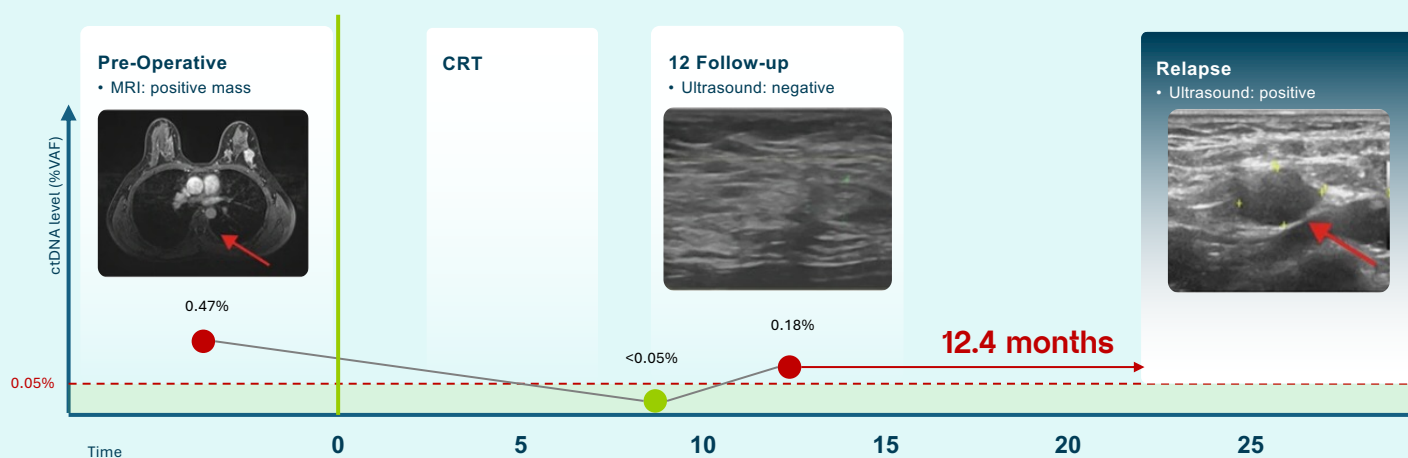 Pre-Operative
• MRI: positive mass
CRT
12 Follow-up
• Ultrasound: negative
Relapse
• Ultrasound: positive
ctDNA level (%VAF)
0.47%
<0.05%
0.18%
12.4 months
0.05%
Time
0 5 10 15 20 25